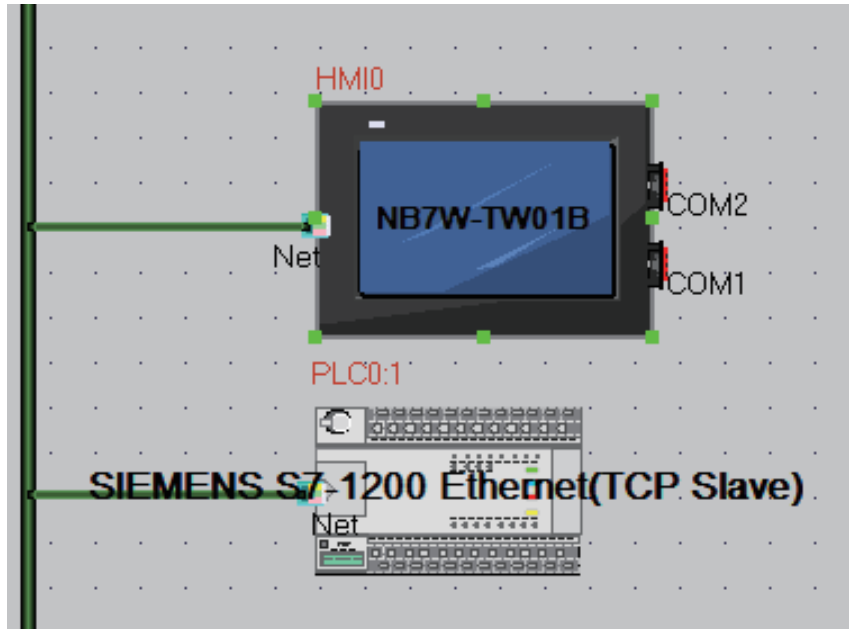 HMI0
NB7W-TW01B
COM2
Net
COM1
PLC0:1
SIEMENS S7-1200 Ethernet(TCP Slave)
Net